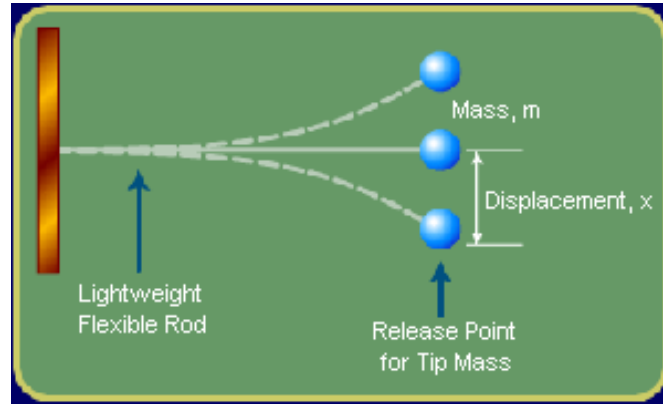 Mass, m
Displacement, x
Lightweight
Flexible Rod
Release Point
for Tip Mass